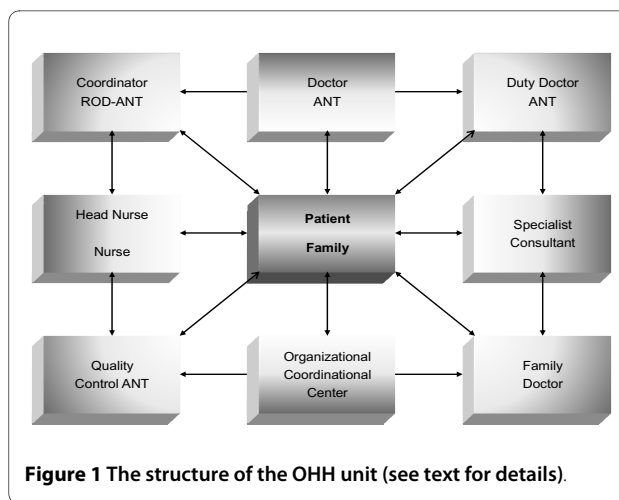 Coordinator
ROD-ANT
Doctor
ANT
Duty Doctor
ANT
Head Nurse
Nurse
Patient
Family
Specialist
Consultant
Quality
Control ANT
Organizational
Coordinational
Center
Family
Doctor
Figure 1 The structure of the OHH unit (see text for details).